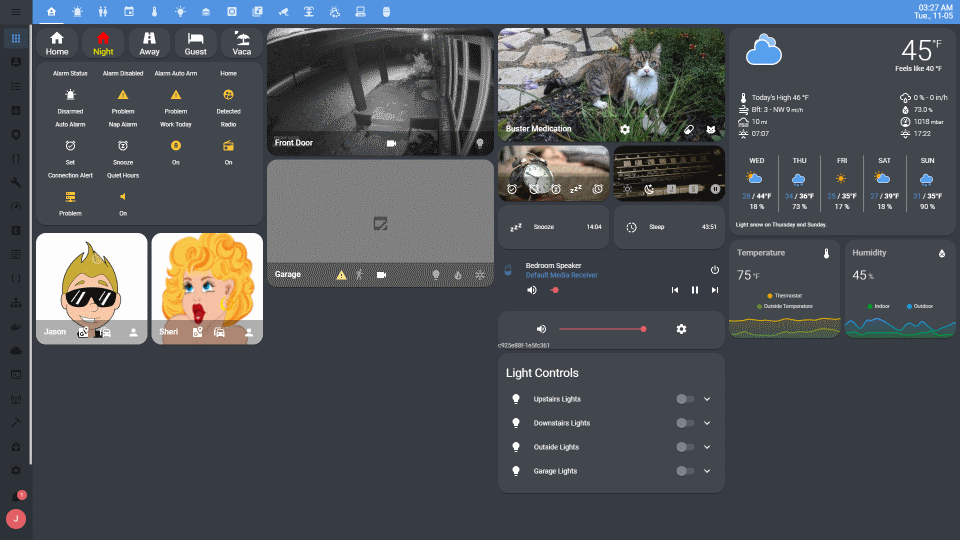 03:27 AM
Tue., 11-05
Home
Night
Away
Guest
Vaca
Alarm Status
Alarm Disabled
Alarm Auto Arm
Home
Disarmed
Problem
Problem
Detected
Auto Alarm
Nap Alarm
Work Today
Radio
Set
Snooze
On
On
Connection Alert
Quiet Hours
Problem
On
Jason
Sheri
Front Door
Garage
Buster Medication
Snooze
14:04
Sleep
43:51
Bedroom Speaker
Default Media Receiver
c925e88f-1e5fc361
Light Controls
Upstairs Lights
Downstairs Lights
Outside Lights
Garage Lights
45°F
Feels like 40 °F
Today's High 46 °F
0 % - 0 in/h
Bft: 3 - NW 9 mi/h
73.0 %
10 mi
1018 mbar
07:07
17:22
WED
THU
FRI
SAT
SUN
28 / 44°F
34 / 36°F
25 / 35°F
27 / 39°F
31 / 35°F
18 %
73 %
17 %
18 %
90 %
Light snow on Thursday and Sunday.
Temperature
75 °F
Thermostat
Outside Temperature
Humidity
45 %
Indoor
Outdoor
1
J